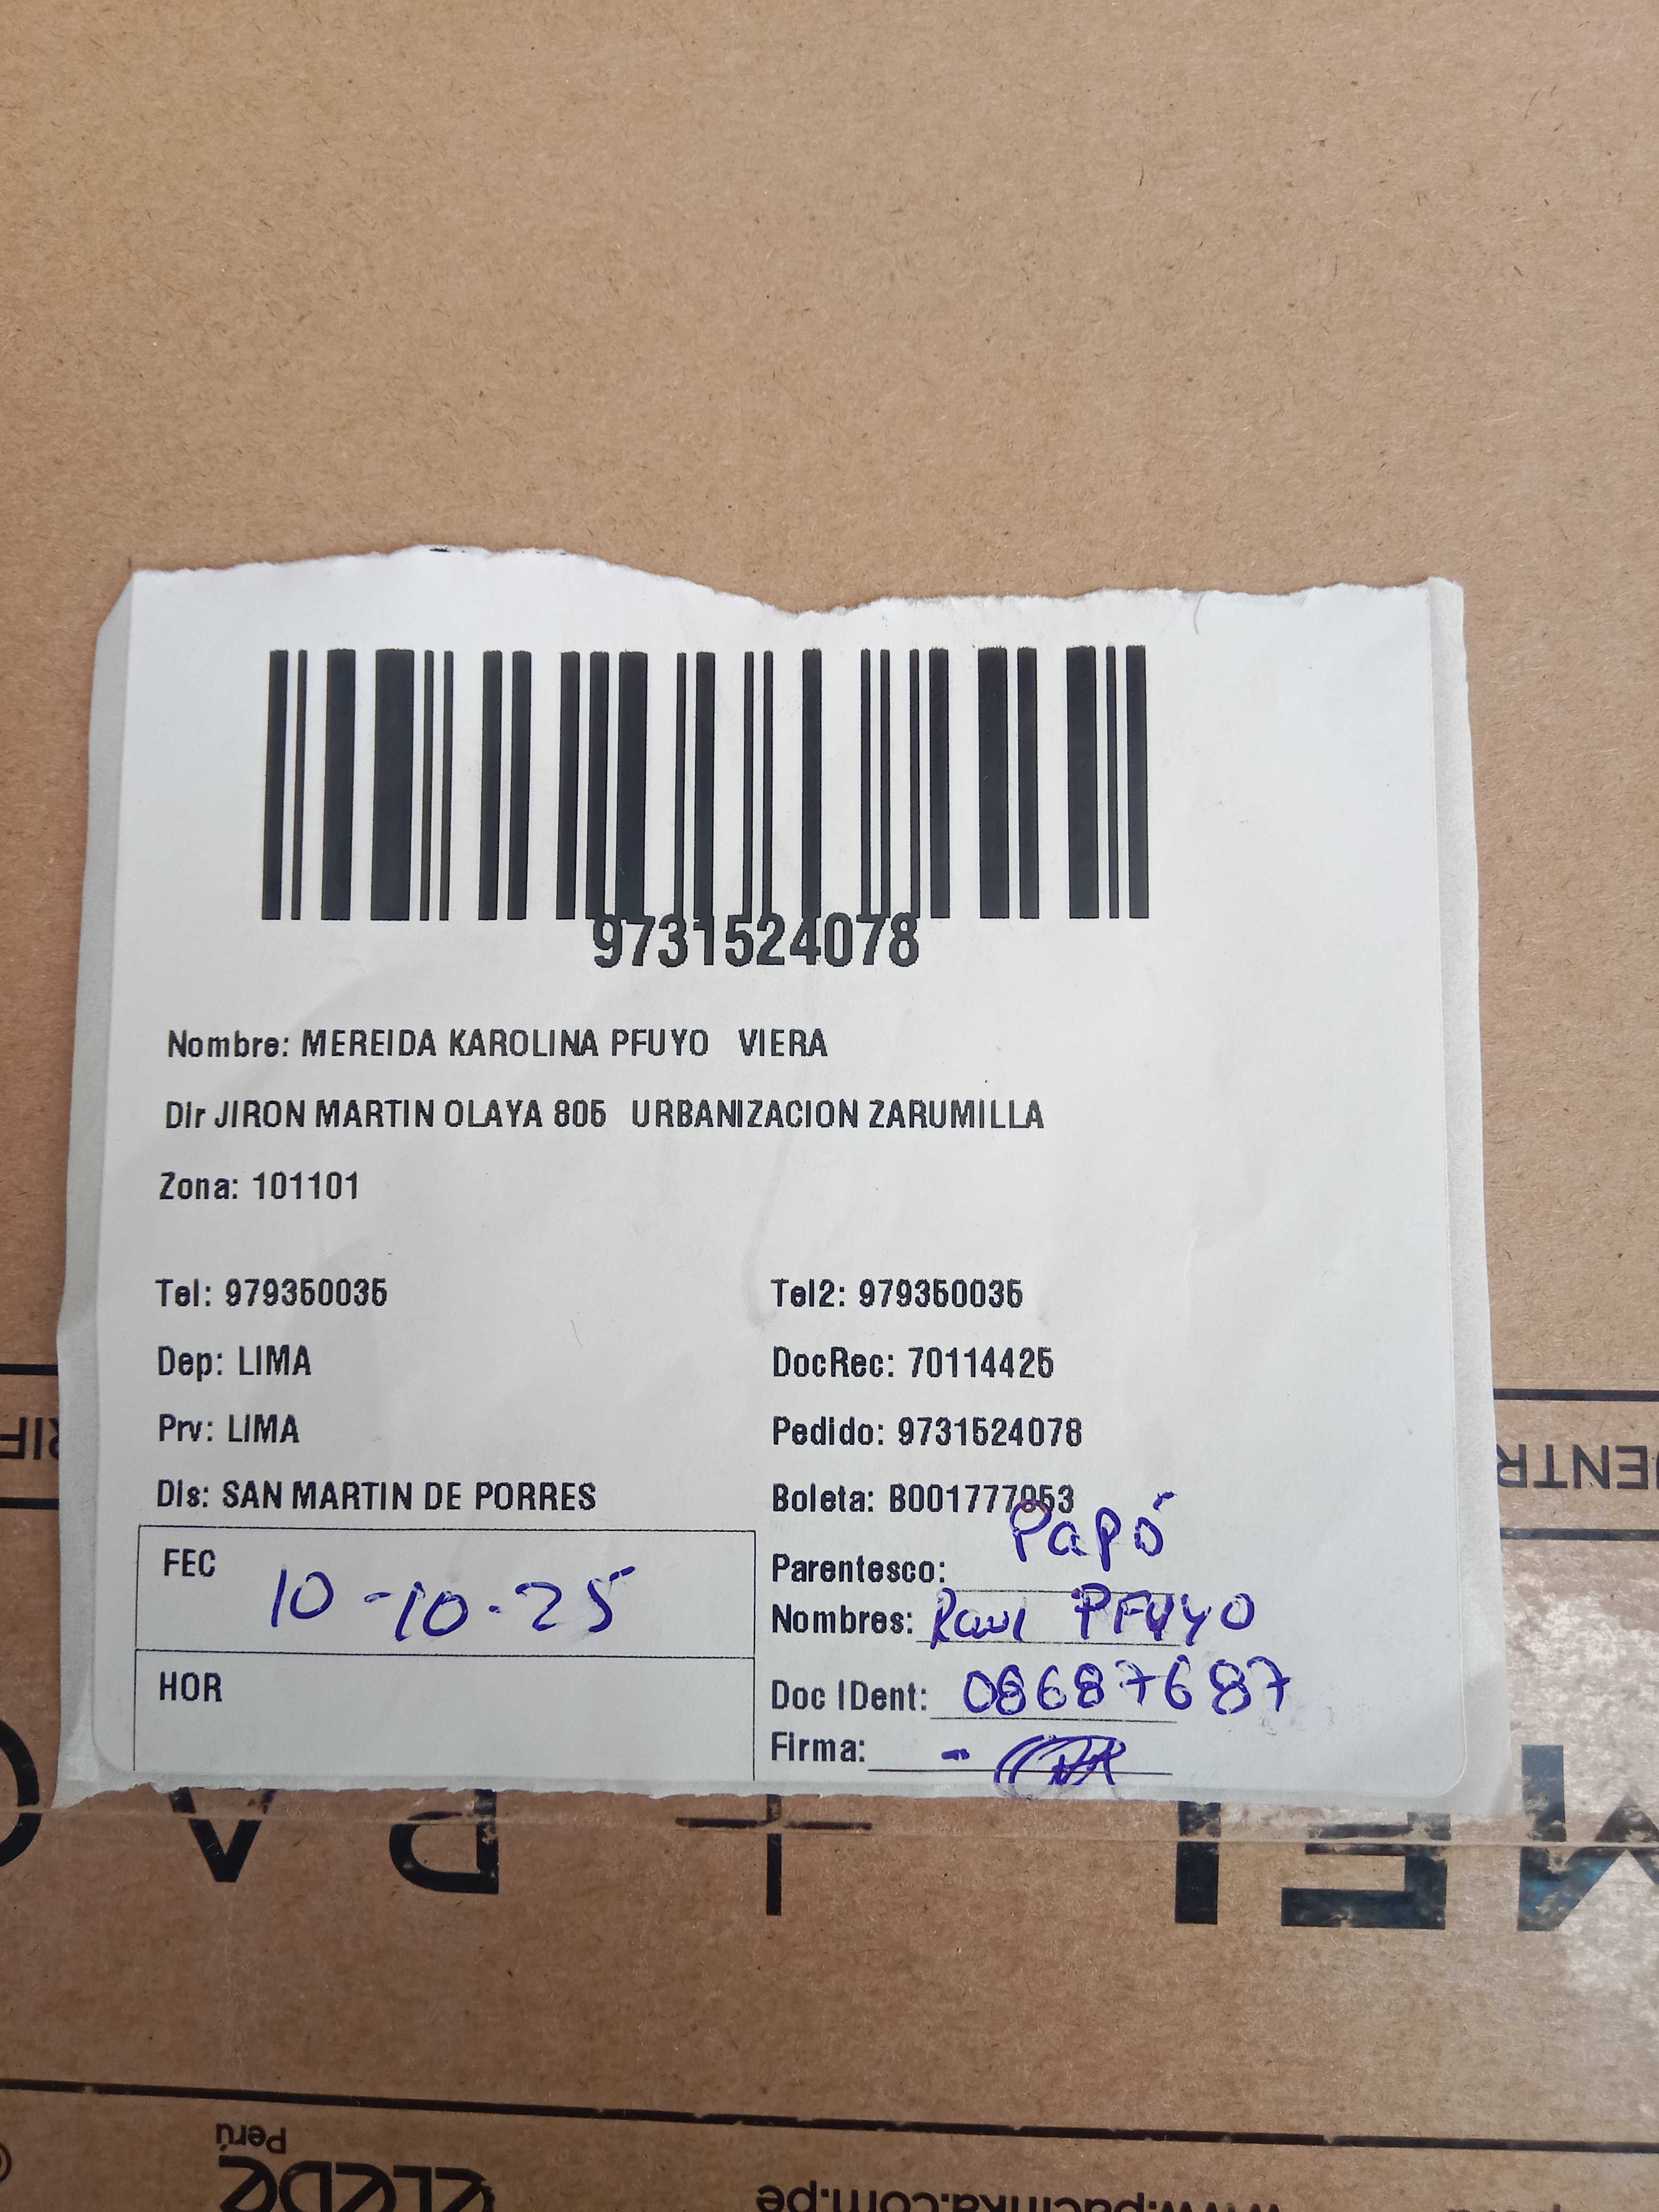 9731524078
Nombre: MEREIDA KAROLINA PFUYO VIERA
Dir JIRON MARTIN OLAYA 805 URBANIZACION ZARUMILLA
Zona: 101101
Tel: 979350035 Tel2: 979350035
Dep: LIMA DocRec: 70114425
Prv: LIMA Pedido: 9731524078
Dis: SAN MARTIN DE PORRES Boleta: B001777053
FEC 10-10-25
Parentesco: Papá
Nombres: Raul PFUYO
HOR
Doc IDent: 08687687
Firma:
Perú
www.pacinka.com.pe